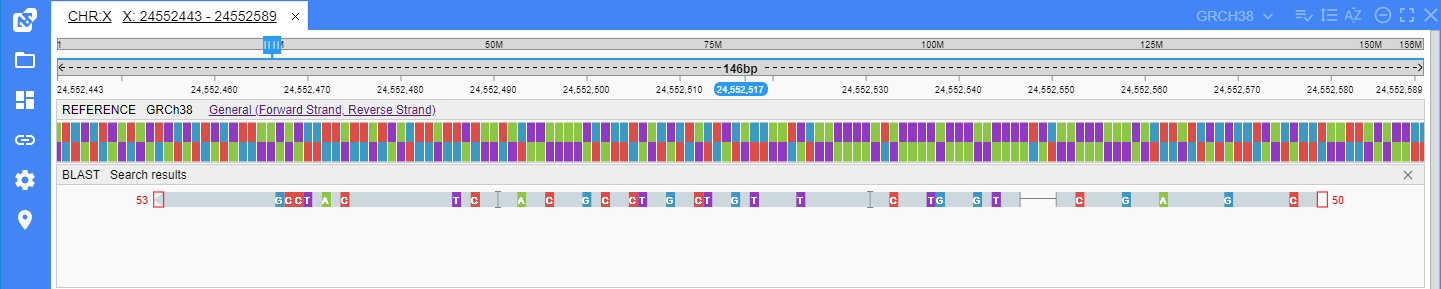 CHR:X X: 24552443 - 24552589 × GRCH38
1 M 50M 75M 100M 125M 150M 156M
146bp
24,552,443 24,552,460 24,552,470 24,552,480 24,552,490 24,552,500 24,552,510 24,552,517 24,552,530 24,552,540 24,552,550 24,552,560 24,552,570 24,552,580 24,552,589
REFERENCE GRCh38 General (Forward Strand, Reverse Strand)
BLAST Search results
53 G C C T A C T C A C G C C T G C T G T T T C T G G T C G A G C 50